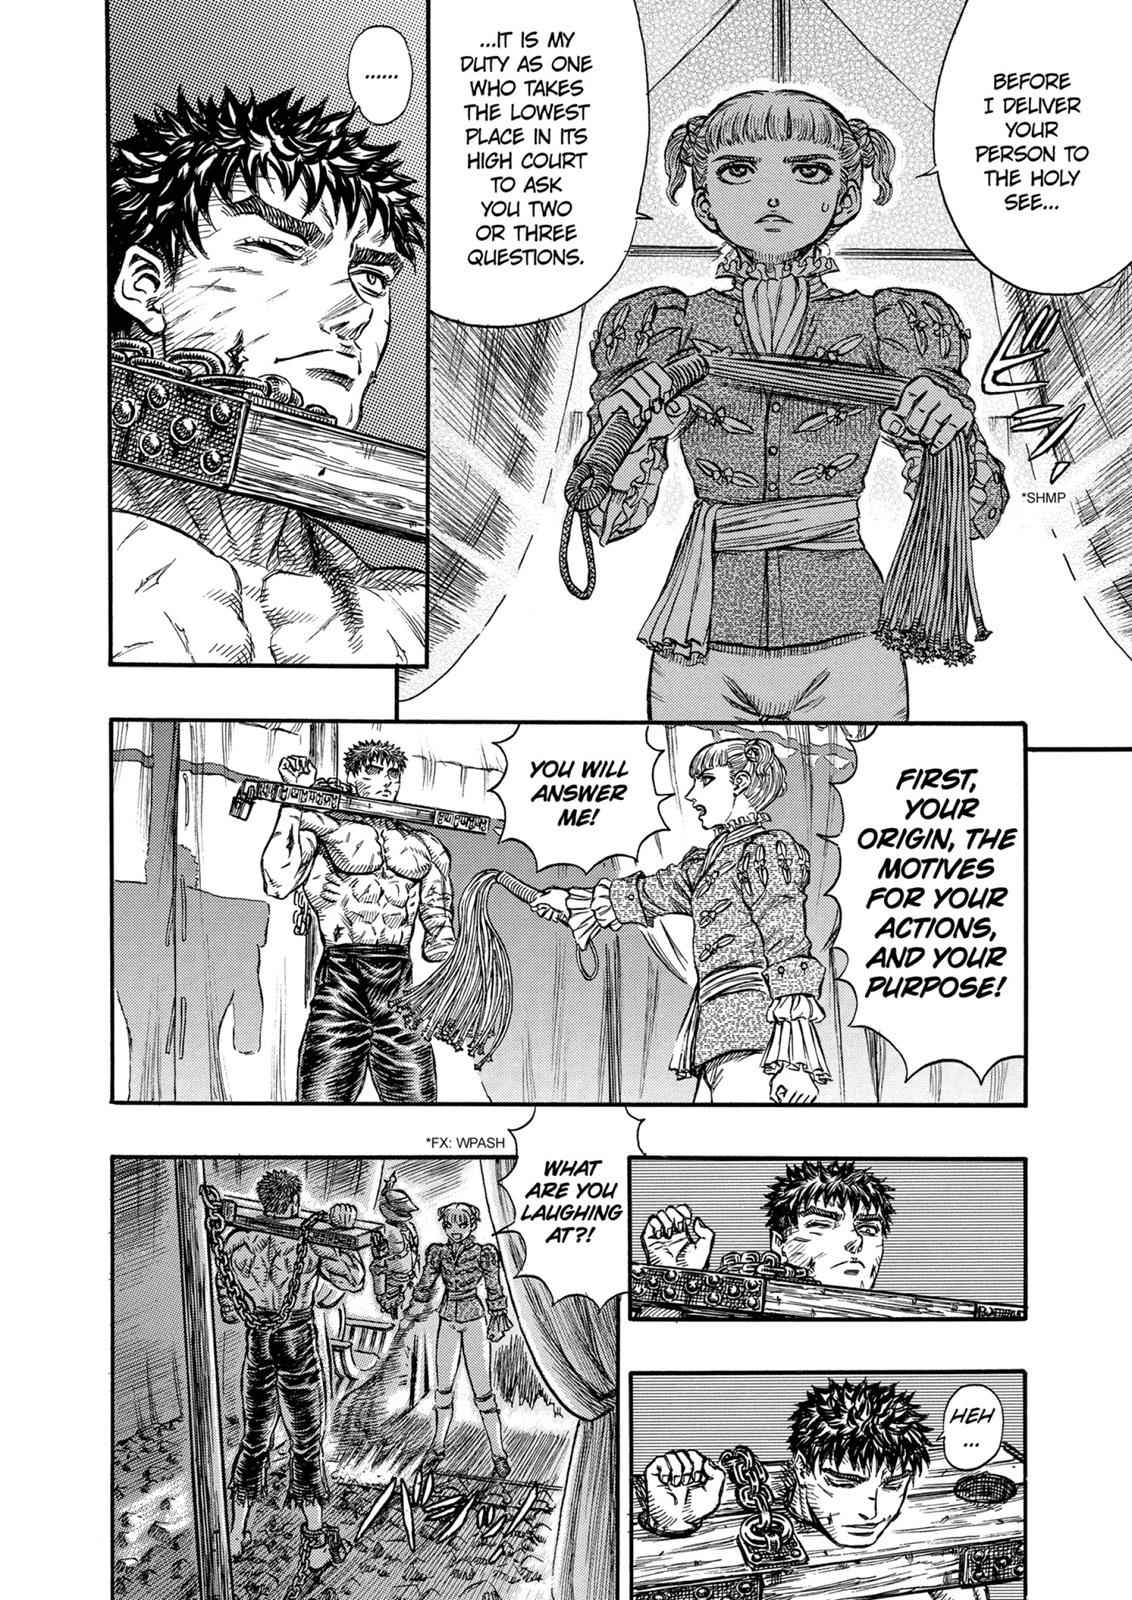 BEFORE
I DELIVER
YOUR
PERSON TO
THE HOLY
SEE...
...IT IS MY
DUTY AS ONE
WHO TAKES
THE LOWEST
PLACE IN ITS
HIGH COURT
TO ASK
YOU TWO
OR THREE
QUESTIONS.
*SHMP
......
FIRST,
YOUR
ORIGIN, THE
MOTIVES
FOR YOUR
ACTIONS,
AND YOUR
PURPOSE!
YOU WILL
ANSWER
ME!
HEH
...
WHAT
ARE YOU
LAUGHING
AT?!
*FX: WPASH